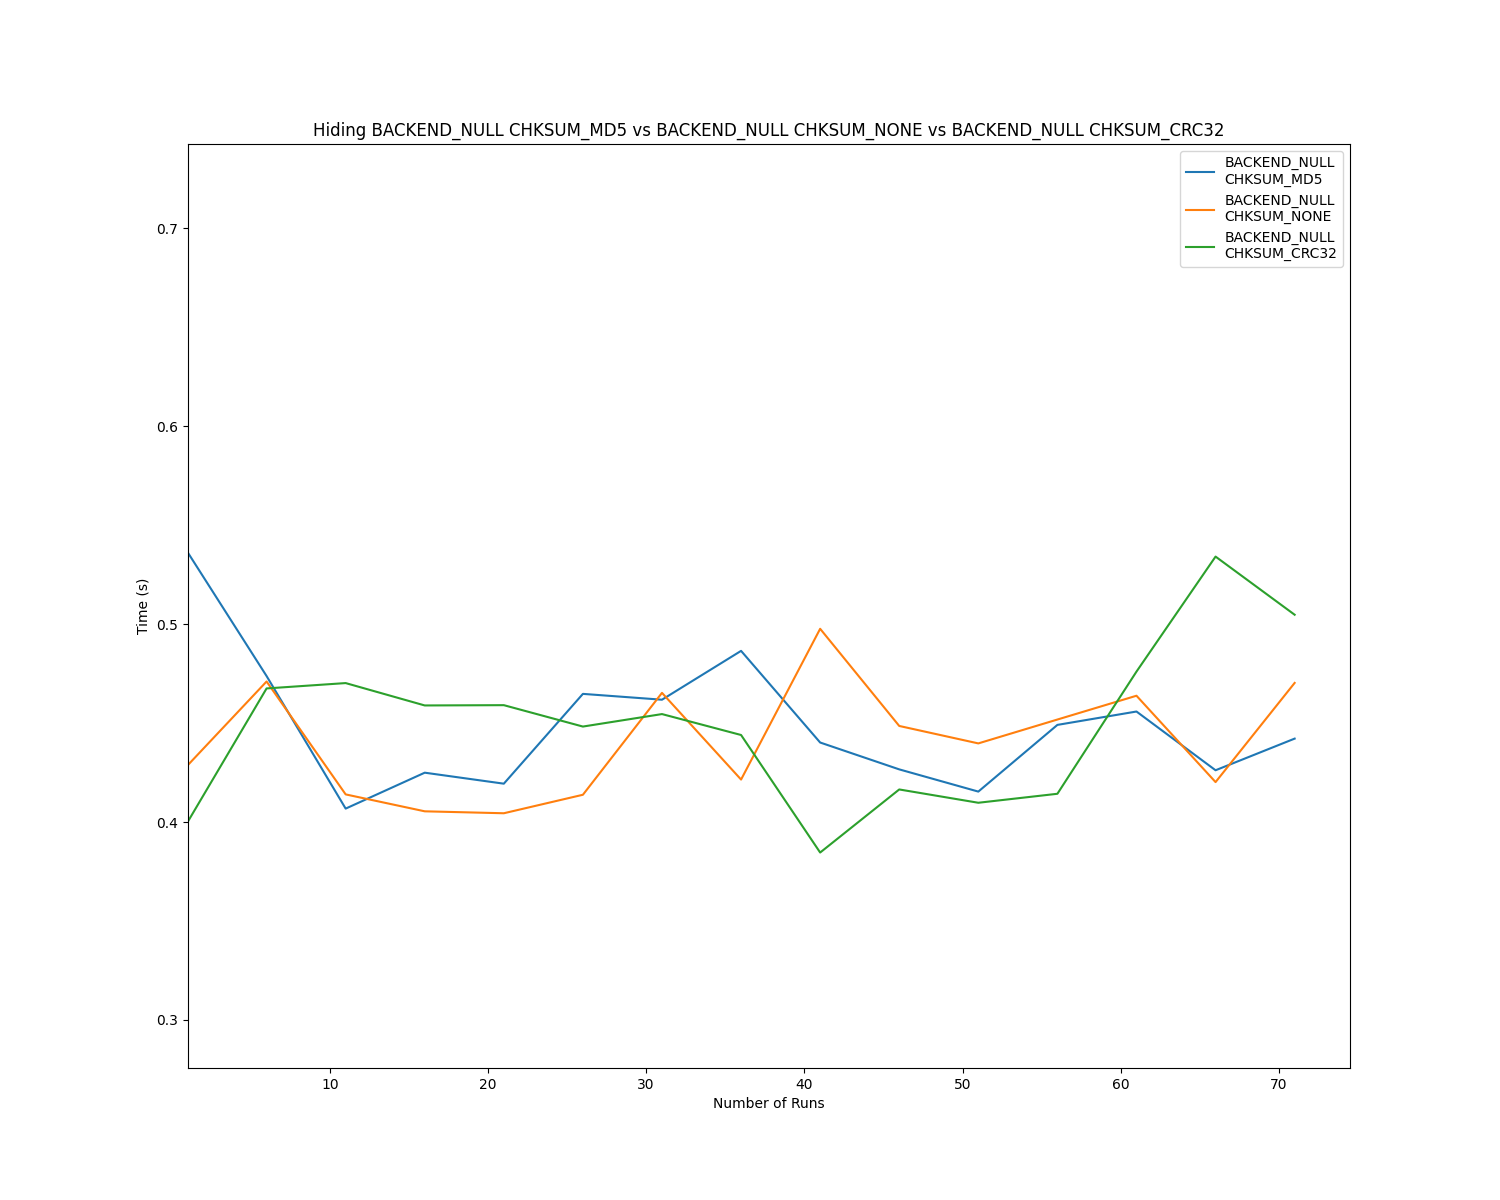 Hiding BACKEND_NULL CHKSUM_MD5 vs BACKEND_NULL CHKSUM_NONE vs BACKEND_NULL CHKSUM_CRC32
BACKEND_NULL
CHKSUM_MD5
BACKEND_NULL
CHKSUM_NONE
BACKEND_NULL
CHKSUM_CRC32
0.7
0.6
0.5
0.4
0.3
Time (s)
10 20 30 40 50 60 70
Number of Runs